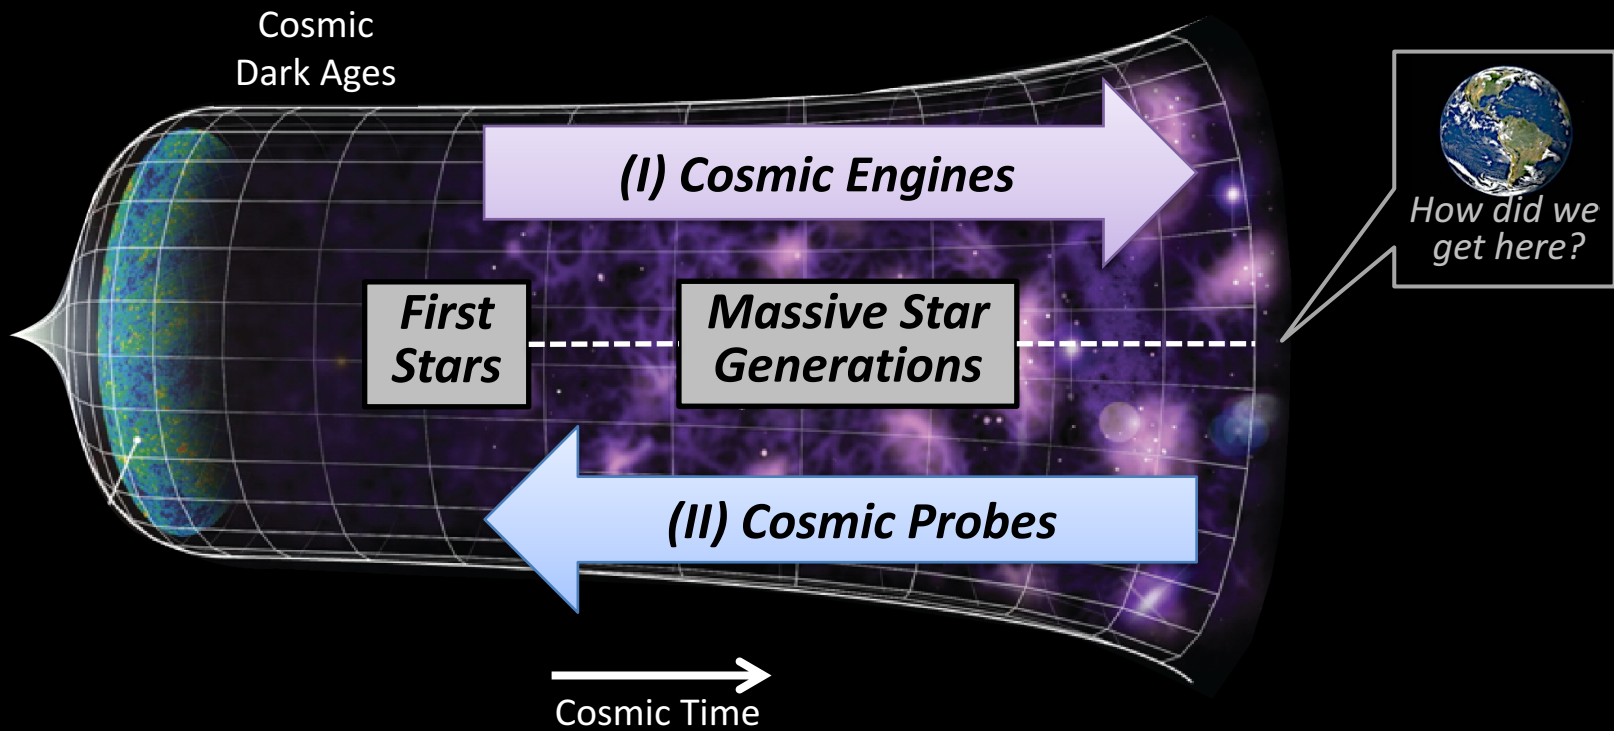 Cosmic
Dark Ages
(I) Cosmic Engines
How did we
get here?
First
Stars
Massive Star
Generations
(II) Cosmic Probes
Cosmic Time